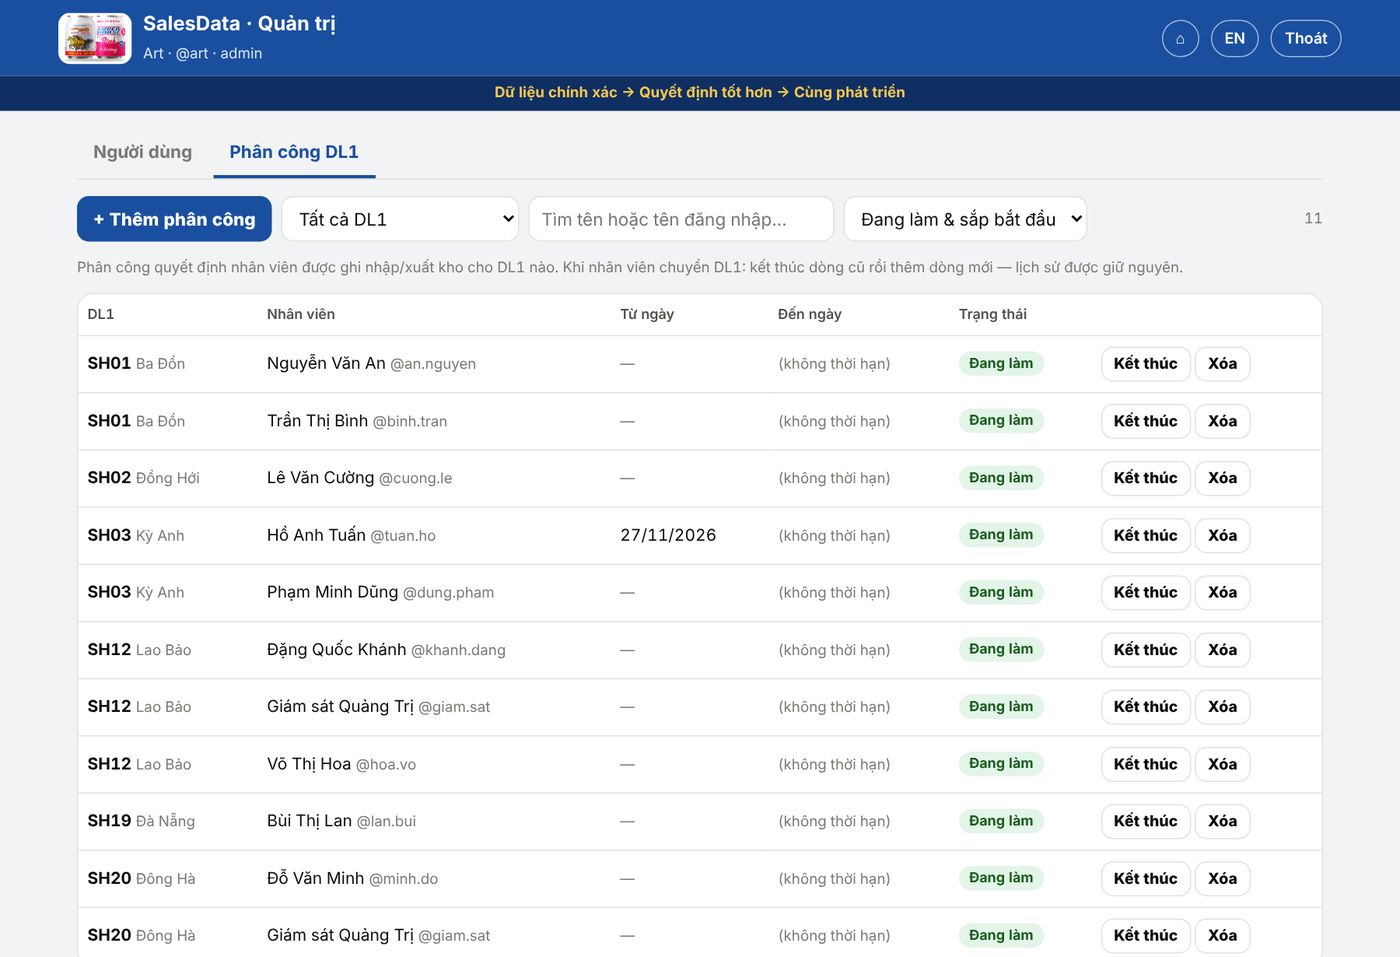 SalesData · Quản trị
Art · @art · admin
⌂ EN Thoát
Dữ liệu chính xác → Quyết định tốt hơn → Cùng phát triển
Người dùng Phân công DL1
+ Thêm phân công Tất cả DL1 Tìm tên hoặc tên đăng nhập... Đang làm & sắp bắt đầu 11
Phân công quyết định nhân viên được ghi nhập/xuất kho cho DL1 nào. Khi nhân viên chuyển DL1: kết thúc dòng cũ rồi thêm dòng mới — lịch sử được giữ nguyên.
DL1 Nhân viên Từ ngày Đến ngày Trạng thái
SH01 Ba Đồn Nguyễn Văn An @an.nguyen — (không thời hạn) Đang làm Kết thúc Xóa
SH01 Ba Đồn Trần Thị Bình @binh.tran — (không thời hạn) Đang làm Kết thúc Xóa
SH02 Đồng Hới Lê Văn Cường @cuong.le — (không thời hạn) Đang làm Kết thúc Xóa
SH03 Kỳ Anh Hồ Anh Tuấn @tuan.ho 27/11/2026 (không thời hạn) Đang làm Kết thúc Xóa
SH03 Kỳ Anh Phạm Minh Dũng @dung.pham — (không thời hạn) Đang làm Kết thúc Xóa
SH12 Lao Bảo Đặng Quốc Khánh @khanh.dang — (không thời hạn) Đang làm Kết thúc Xóa
SH12 Lao Bảo Giám sát Quảng Trị @giam.sat — (không thời hạn) Đang làm Kết thúc Xóa
SH12 Lao Bảo Võ Thị Hoa @hoa.vo — (không thời hạn) Đang làm Kết thúc Xóa
SH19 Đà Nẵng Bùi Thị Lan @lan.bui — (không thời hạn) Đang làm Kết thúc Xóa
SH20 Đông Hà Đỗ Văn Minh @minh.do — (không thời hạn) Đang làm Kết thúc Xóa
SH20 Đông Hà Giám sát Quảng Trị @giam.sat — (không thời hạn) Đang làm Kết thúc Xóa